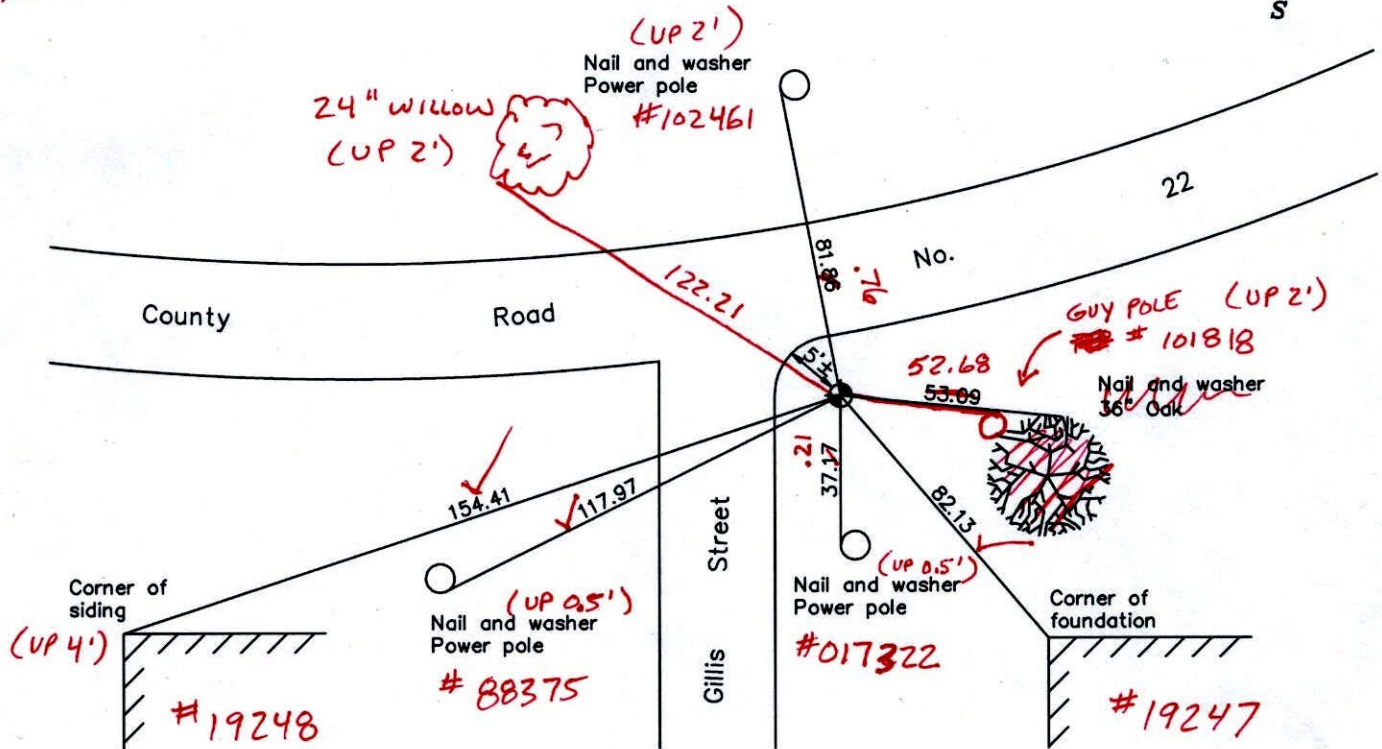 S
(UP 2')
Nail and washer
Power pole
#102461
24" WILLOW
(UP 2')
22
No.
81.86
.76
122.21
County
Road
GUY POLE (UP 2')
# 101818
5'±
52.68
53.09
Nail and washer
36" Oak
.21
37.17
154.41
117.97
82.13
Street
Gillis
Corner of
siding
(UP 4')
#19248
(UP 0.5')
Nail and washer
Power pole
# 88375
(UP 0.5')
Nail and washer
Power pole
#017322
Corner of
foundation
#19247